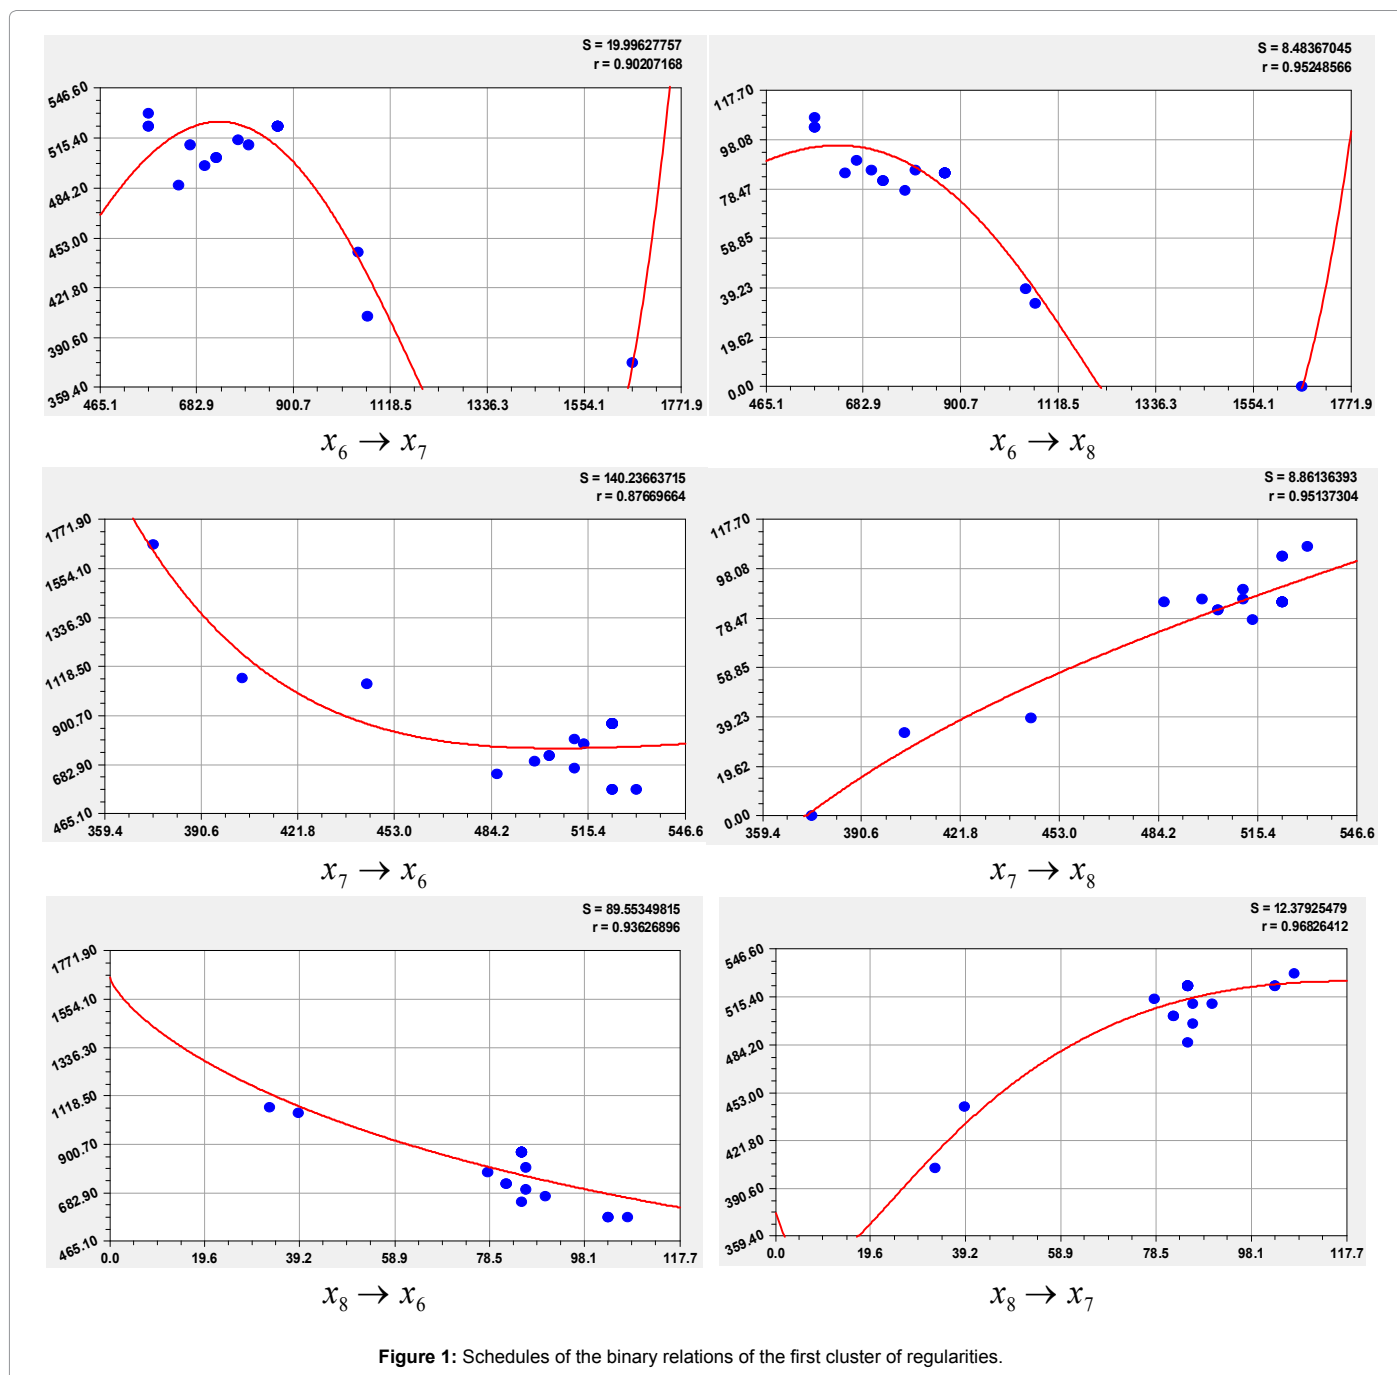 S = 19.99627757
r = 0.90207168
546.60
515.40
484.20
453.00
421.80
390.60
359.40
465.1 682.9 900.7 1118.5 1336.3 1554.1 1771.9
x6 → x7
S = 8.48367045
r = 0.95248566
117.70
98.08
78.47
58.85
39.23
19.62
0.00
465.1 682.9 900.7 1118.5 1336.3 1554.1 1771.9
x6 → x8
S = 140.23663715
r = 0.87669664
1771.90
1554.10
1336.30
1118.50
900.70
682.90
465.10
359.4 390.6 421.8 453.0 484.2 515.4 546.6
x7 → x6
S = 8.86136393
r = 0.95137304
117.70
98.08
78.47
58.85
39.23
19.62
0.00
359.4 390.6 421.8 453.0 484.2 515.4 546.6
x7 → x8
S = 89.55349815
r = 0.93626896
1771.90
1554.10
1336.30
1118.50
900.70
682.90
465.10
0.0 19.6 39.2 58.9 78.5 98.1 117.7
x8 → x6
S = 12.37925479
r = 0.96826412
546.60
515.40
484.20
453.00
421.80
390.60
359.40
0.0 19.6 39.2 58.9 78.5 98.1 117.7
x8 → x7
Figure 1: Schedules of the binary relations of the first cluster of regularities.